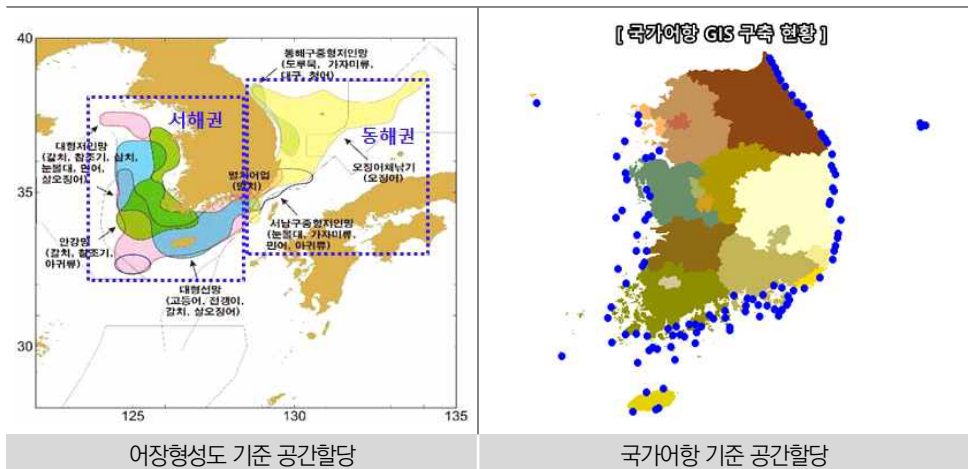 40
35
30
125
130
135
동해구중형저인망
(도루묵, 가자미류,
대구, 청어)
서해권
동해권
대형저인망
(갈치, 참조기, 삼치,
눈볼대, 민어,
살오징어)
멸치어업
(멸치)
오징어채낚기
(오징어)
안강망
(갈치, 참조기,
아귀류)
서남구중형저인망
(눈볼대, 가자미류,
민어, 아귀류)
대형선망
(고등어, 전갱이,
갈치, 살오징어)
어장형성도 기준 공간할당
[ 국가어항 GIS 구축 현황 ]
국가어항 기준 공간할당